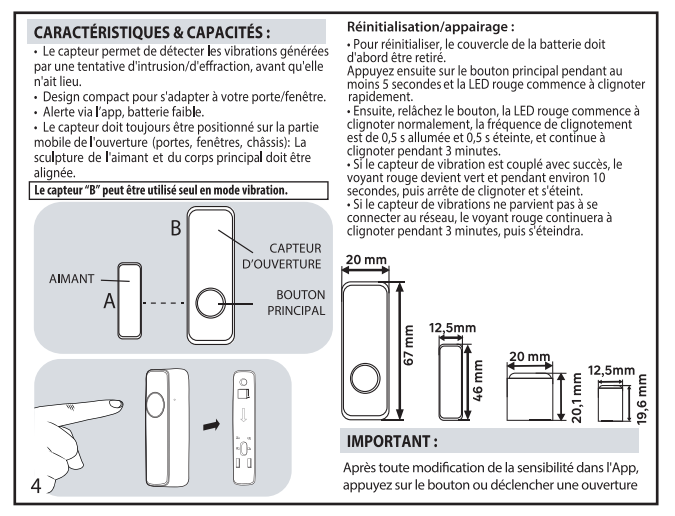 CARACTÉRISTIQUES & CAPACITÉS :
• Le capteur permet de détecter les vibrations générées
par une tentative d'intrusion/d'effraction, avant qu'elle
n'ait lieu.
• Design compact pour s'adapter à votre porte/fenêtre.
• Alerte via l'app, batterie faible.
• Le capteur doit toujours être positionné sur la partie
mobile de l'ouverture (portes, fenêtres, châssis): La
sculpture de l'aimant et du corps principal doit être
alignée.
Le capteur "B" peut être utilisé seul en mode vibration.
B
CAPTEUR
D'OUVERTURE
AIMANT
A
BOUTON
PRINCIPAL
4
Réinitialisation/appairage :
• Pour réinitialiser, le couvercle de la batterie doit
d'abord être retiré.
Appuyez ensuite sur le bouton principal pendant au
moins 5 secondes et la LED rouge commence à clignoter
rapidement.
• Ensuite, relâchez le bouton, la LED rouge commence à
clignoter normalement, la fréquence de clignotement
est de 0,5 s allumée et 0,5 s éteinte, et continue à
clignoter pendant 3 minutes.
• Si le capteur de vibration est couplé avec succès, le
voyant rouge devient vert et pendant environ 10
secondes, puis arrête de clignoter et s'éteint.
• Si le capteur de vibrations ne parvient pas à se
connecter au réseau, le voyant rouge continuera à
clignoter pendant 3 minutes, puis s'éteindra.
20 mm
67 mm
12,5mm
46 mm
20 mm
20,1 mm
12,5mm
19,6 mm
IMPORTANT :
Après toute modification de la sensibilité dans l'App,
appuyez sur le bouton ou déclencher une ouverture